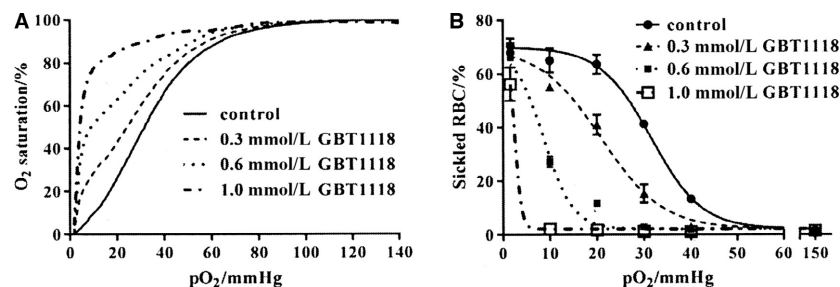 A
O2 saturation/%
100
80
60
40
20
0
0 20 40 60 80 100 120 140
pO2/mmHg
control
0.3 mmol/L GBT1118
0.6 mmol/L GBT1118
1.0 mmol/L GBT1118
B
Sickled RBC/%
80
60
40
20
0
0 10 20 30 40 50 60 150
pO2/mmHg
control
0.3 mmol/L GBT1118
0.6 mmol/L GBT1118
1.0 mmol/L GBT1118